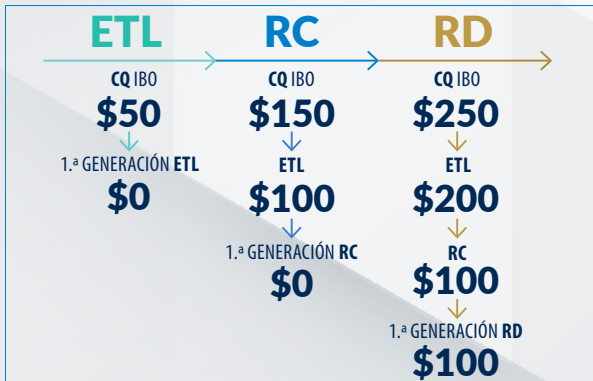 ETL RC RD
CQ IBO CQ IBO CQ IBO
$50 $150 $250
1.ª GENERACIÓN ETL ETL ETL
$0 $100 $200
1.ª GENERACIÓN RC RC
$0 $100
1.ª GENERACIÓN RD
$100